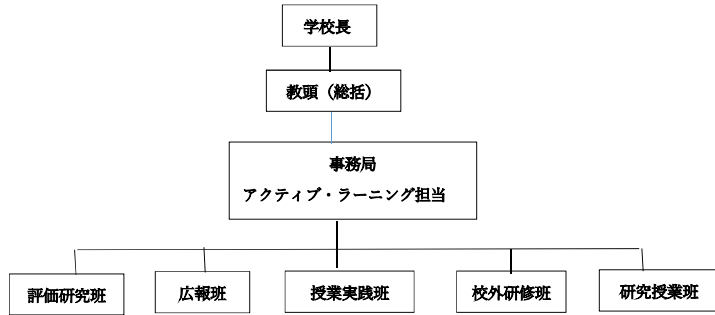 学校長
教頭（総括）
事務局
アクティブ・ラーニング担当
評価研究班
広報班
授業実践班
校外研修班
研究授業班